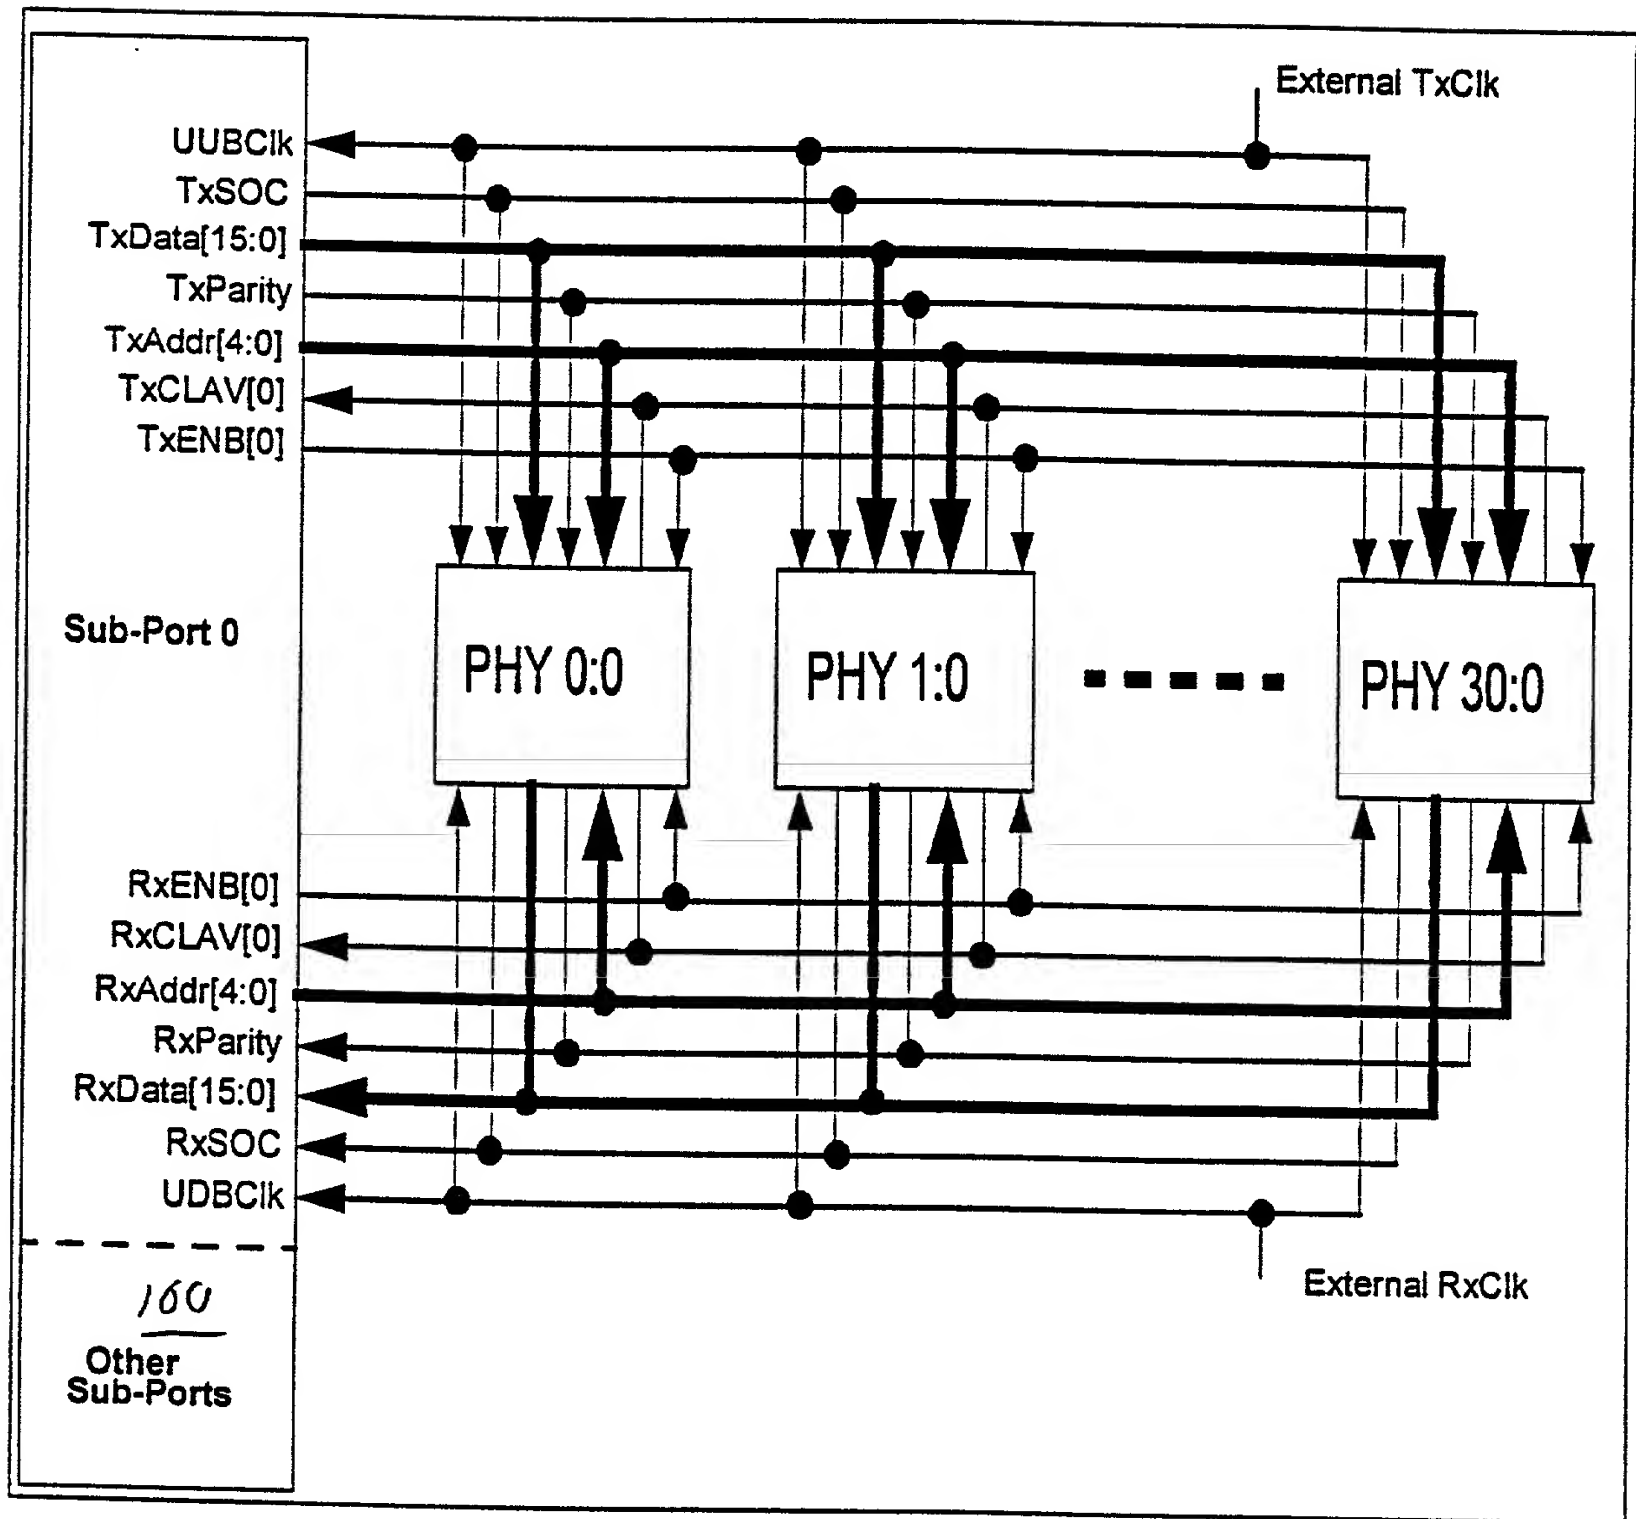 External TxClk
UUBClk
TxSOC
TxData[15:0]
TxParity
TxAddr[4:0]
TxCLAV[0]
TxENB[0]
Sub-Port 0
PHY 0:0
PHY 1:0
PHY 30:0
RxENB[0]
RxCLAV[0]
RxAddr[4:0]
RxParity
RxData[15:0]
RxSOC
UDBClk
External RxClk
160
Other
Sub-Ports